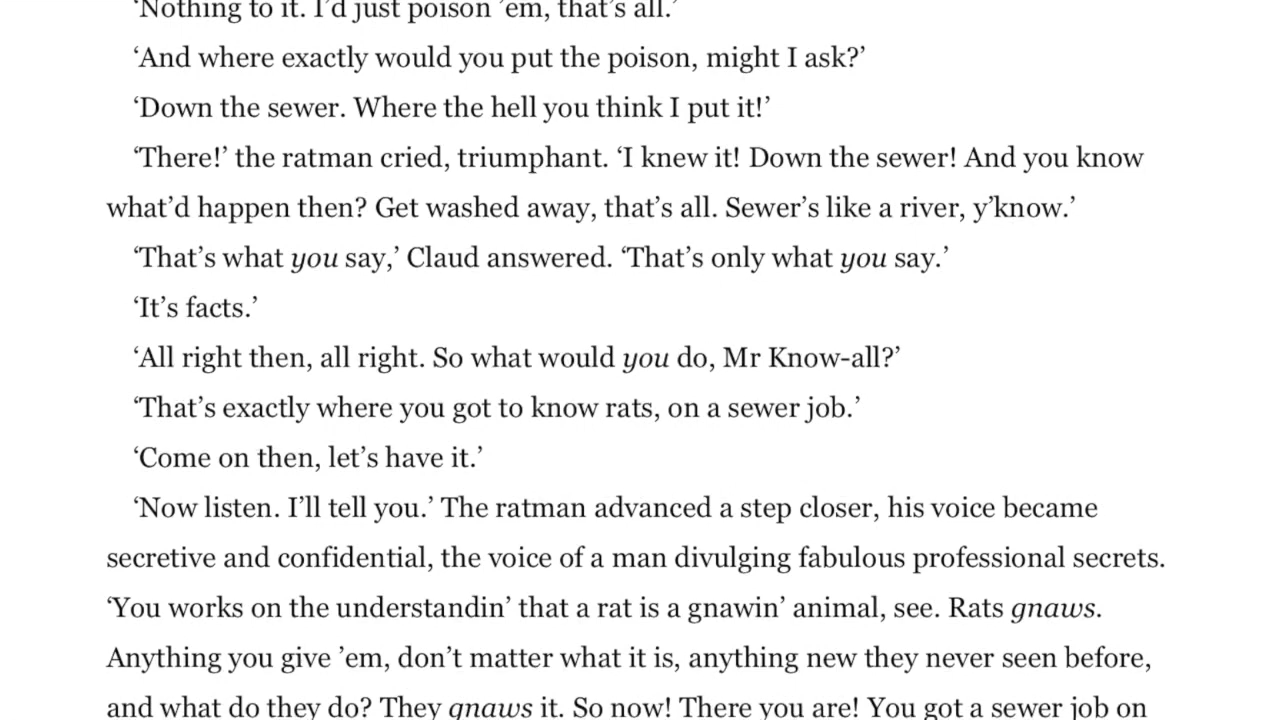 ‘Nothing to it. I’d just poison ’em, that’s all.’
‘And where exactly would you put the poison, might I ask?’
‘Down the sewer. Where the hell you think I put it!’
‘There!’ the ratman cried, triumphant. ‘I knew it! Down the sewer! And you know
what’d happen then? Get washed away, that’s all. Sewer’s like a river, y’know.’
‘That’s what you say,’ Claud answered. ‘That’s only what you say.’
‘It’s facts.’
‘All right then, all right. So what would you do, Mr Know-all?’
‘That’s exactly where you got to know rats, on a sewer job.’
‘Come on then, let’s have it.’
‘Now listen. I’ll tell you.’ The ratman advanced a step closer, his voice became
secretive and confidential, the voice of a man divulging fabulous professional secrets.
‘You works on the understandin’ that a rat is a gnawin’ animal, see. Rats gnaws.
Anything you give ’em, don’t matter what it is, anything new they never seen before,
and what do they do? They gnaws it. So now! There you are! You got a sewer job on